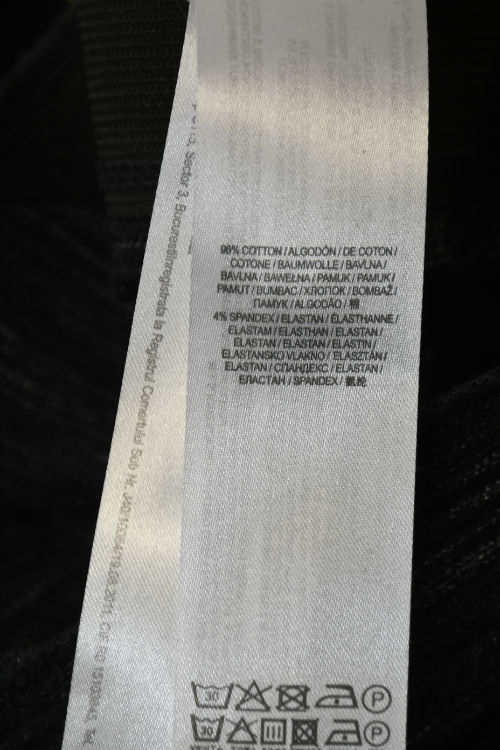 Sector 3, Bucuresti/Inregistrata la Registrul Comertului Sub Nr.
96% COTTON / ALGODÓN / DE COTON /
COTONE / BAUMWOLLE / BAVLNA /
BAVLNA / BAWEŁNA / PAMUK / PAMUK /
PAMUT / BUMBAC / ХЛОПОК / BOMBAŽ /
ПАМУК / ALGODÃO / 棉
4% SPANDEX / ELASTAN / ÉLASTHANNE /
ELASTAM / ELASTHAN / ELASTAN /
ELASTAN / ELASTAN / ELASTIN /
ELASTANSKO VLAKNO / ELASZTÁN /
ELASTAN / СПАНДЕКС / ELASTAN /
ЕЛАСТАН / SPANDEX / 氨纶
30 P
30 P